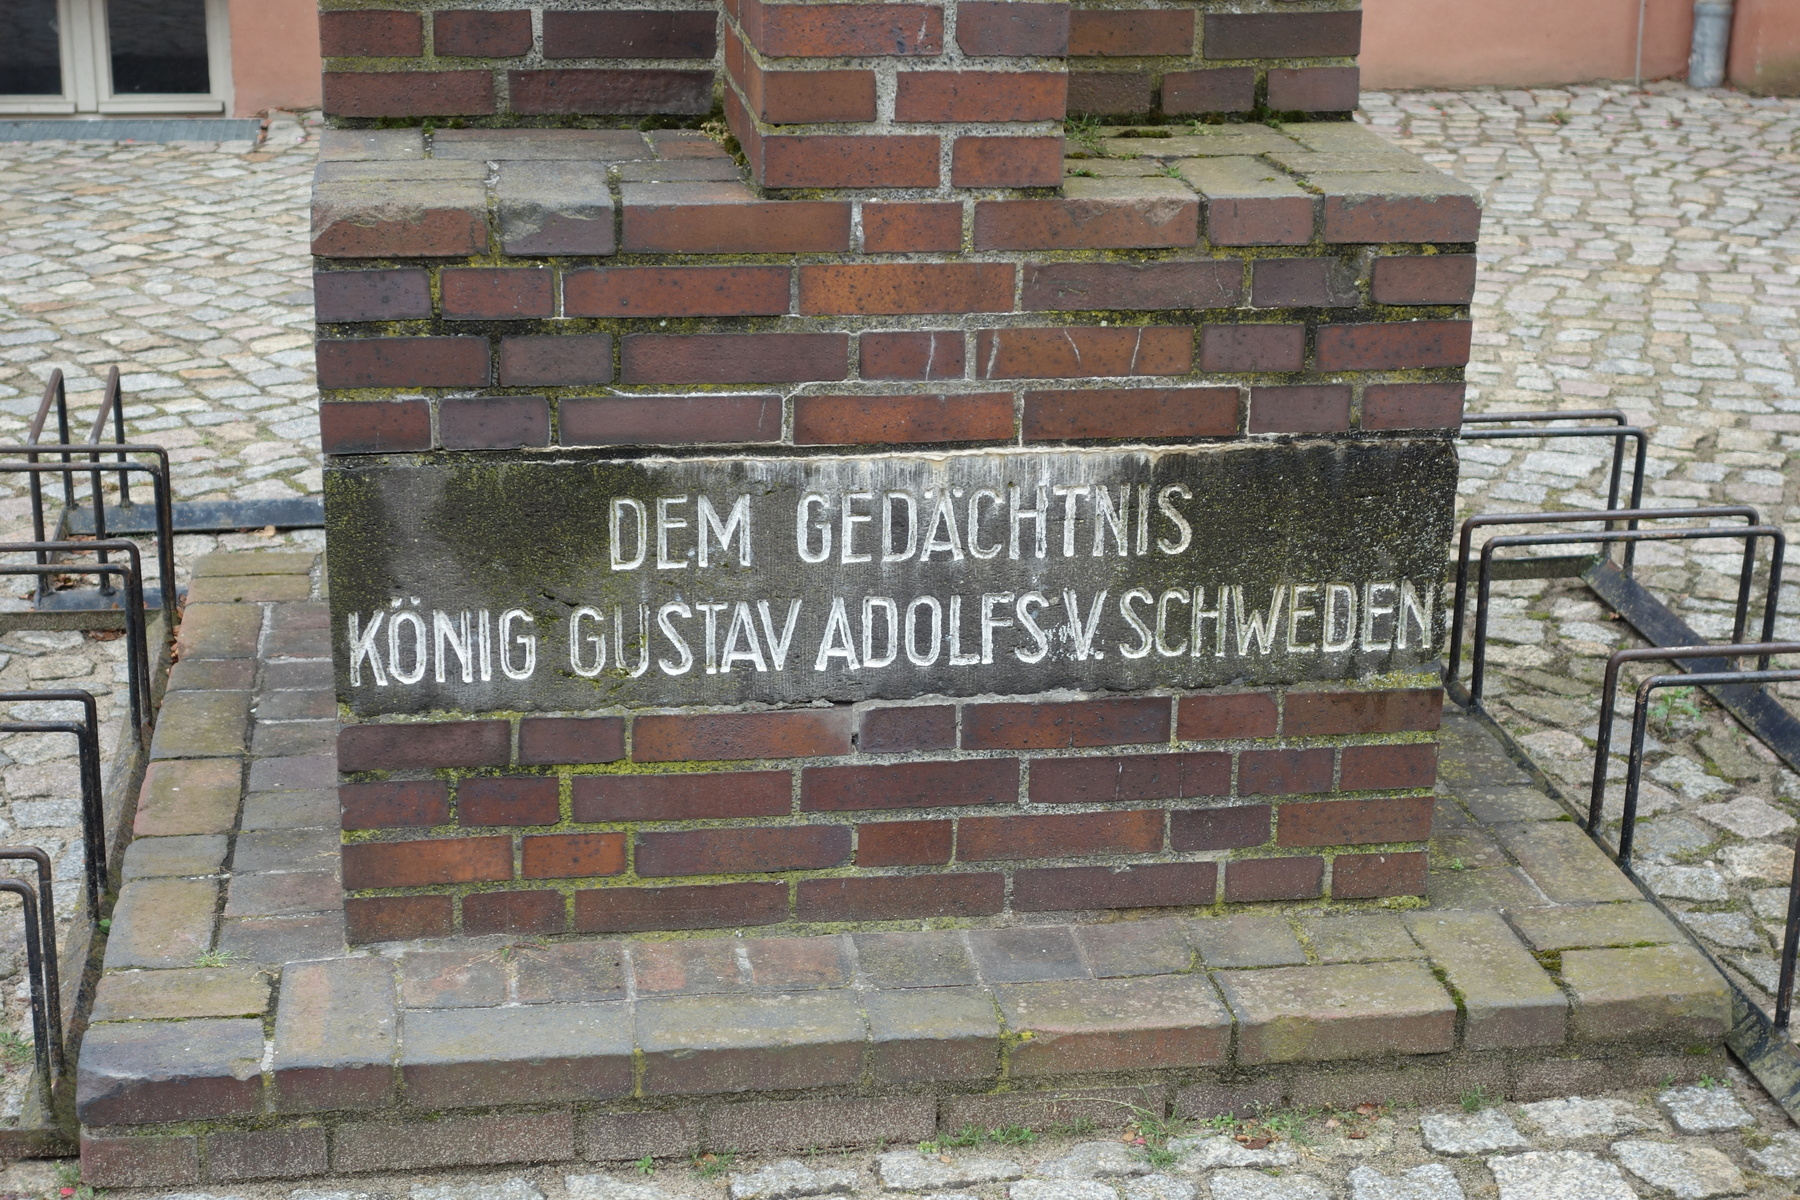 DEM GEDÄCHTNIS
KÖNIG GUSTAV ADOLFS V. SCHWEDEN